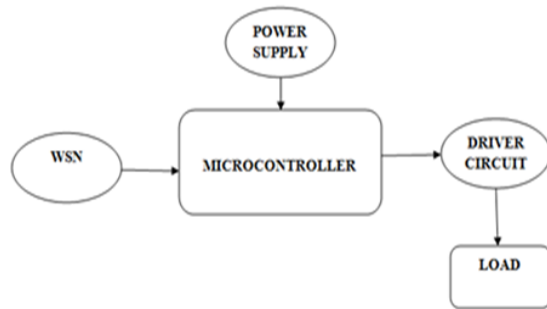 POWER
SUPPLY
WSN
MICROCONTROLLER
DRIVER
CIRCUIT
LOAD